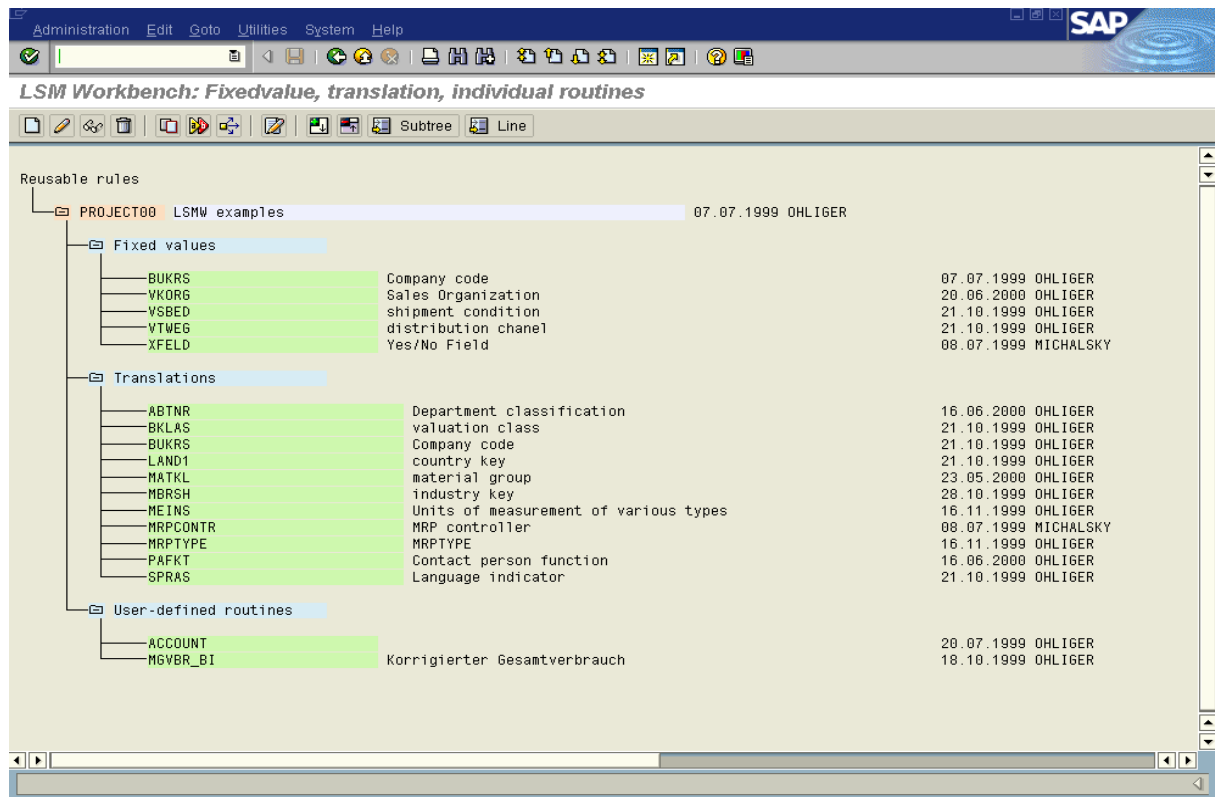 Administration Edit Goto Utilities System Help
SAP
LSM Workbench: Fixedvalue, translation, individual routines
Subtree Line
Reusable rules
PROJECT00 LSMW examples 07.07.1999 OHLIGER
Fixed values
BUKRS Company code 07.07.1999 OHLIGER
VKORG Sales Organization 20.06.2000 OHLIGER
VSBED shipment condition 21.10.1999 OHLIGER
VTWEG distribution chanel 21.10.1999 OHLIGER
XFELD Yes/No Field 08.07.1999 MICHALSKY
Translations
ABTNR Department classification 16.06.2000 OHLIGER
BKLAS valuation class 21.10.1999 OHLIGER
BUKRS Company code 21.10.1999 OHLIGER
LAND1 country key 21.10.1999 OHLIGER
MATKL material group 23.05.2000 OHLIGER
MBRSH industry key 28.10.1999 OHLIGER
MEINS Units of measurement of various types 16.11.1999 OHLIGER
MRPCONTR MRP controller 08.07.1999 MICHALSKY
MRPTYPE MRPTYPE 16.11.1999 OHLIGER
PAFKT Contact person function 16.06.2000 OHLIGER
SPRAS Language indicator 21.10.1999 OHLIGER
User-defined routines
ACCOUNT 20.07.1999 OHLIGER
MGVBR_BI Korrigierter Gesamtverbrauch 18.10.1999 OHLIGER